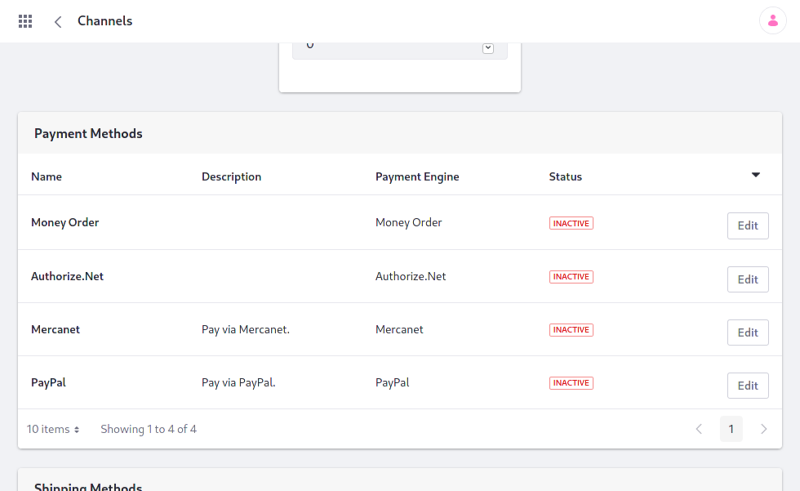 Channels
0
Payment Methods
Name Description Payment Engine Status
Money Order Money Order INACTIVE Edit
Authorize.Net Authorize.Net INACTIVE Edit
Mercanet Pay via Mercanet. Mercanet INACTIVE Edit
PayPal Pay via PayPal. PayPal INACTIVE Edit
10 items Showing 1 to 4 of 4 1
Shipping Methods